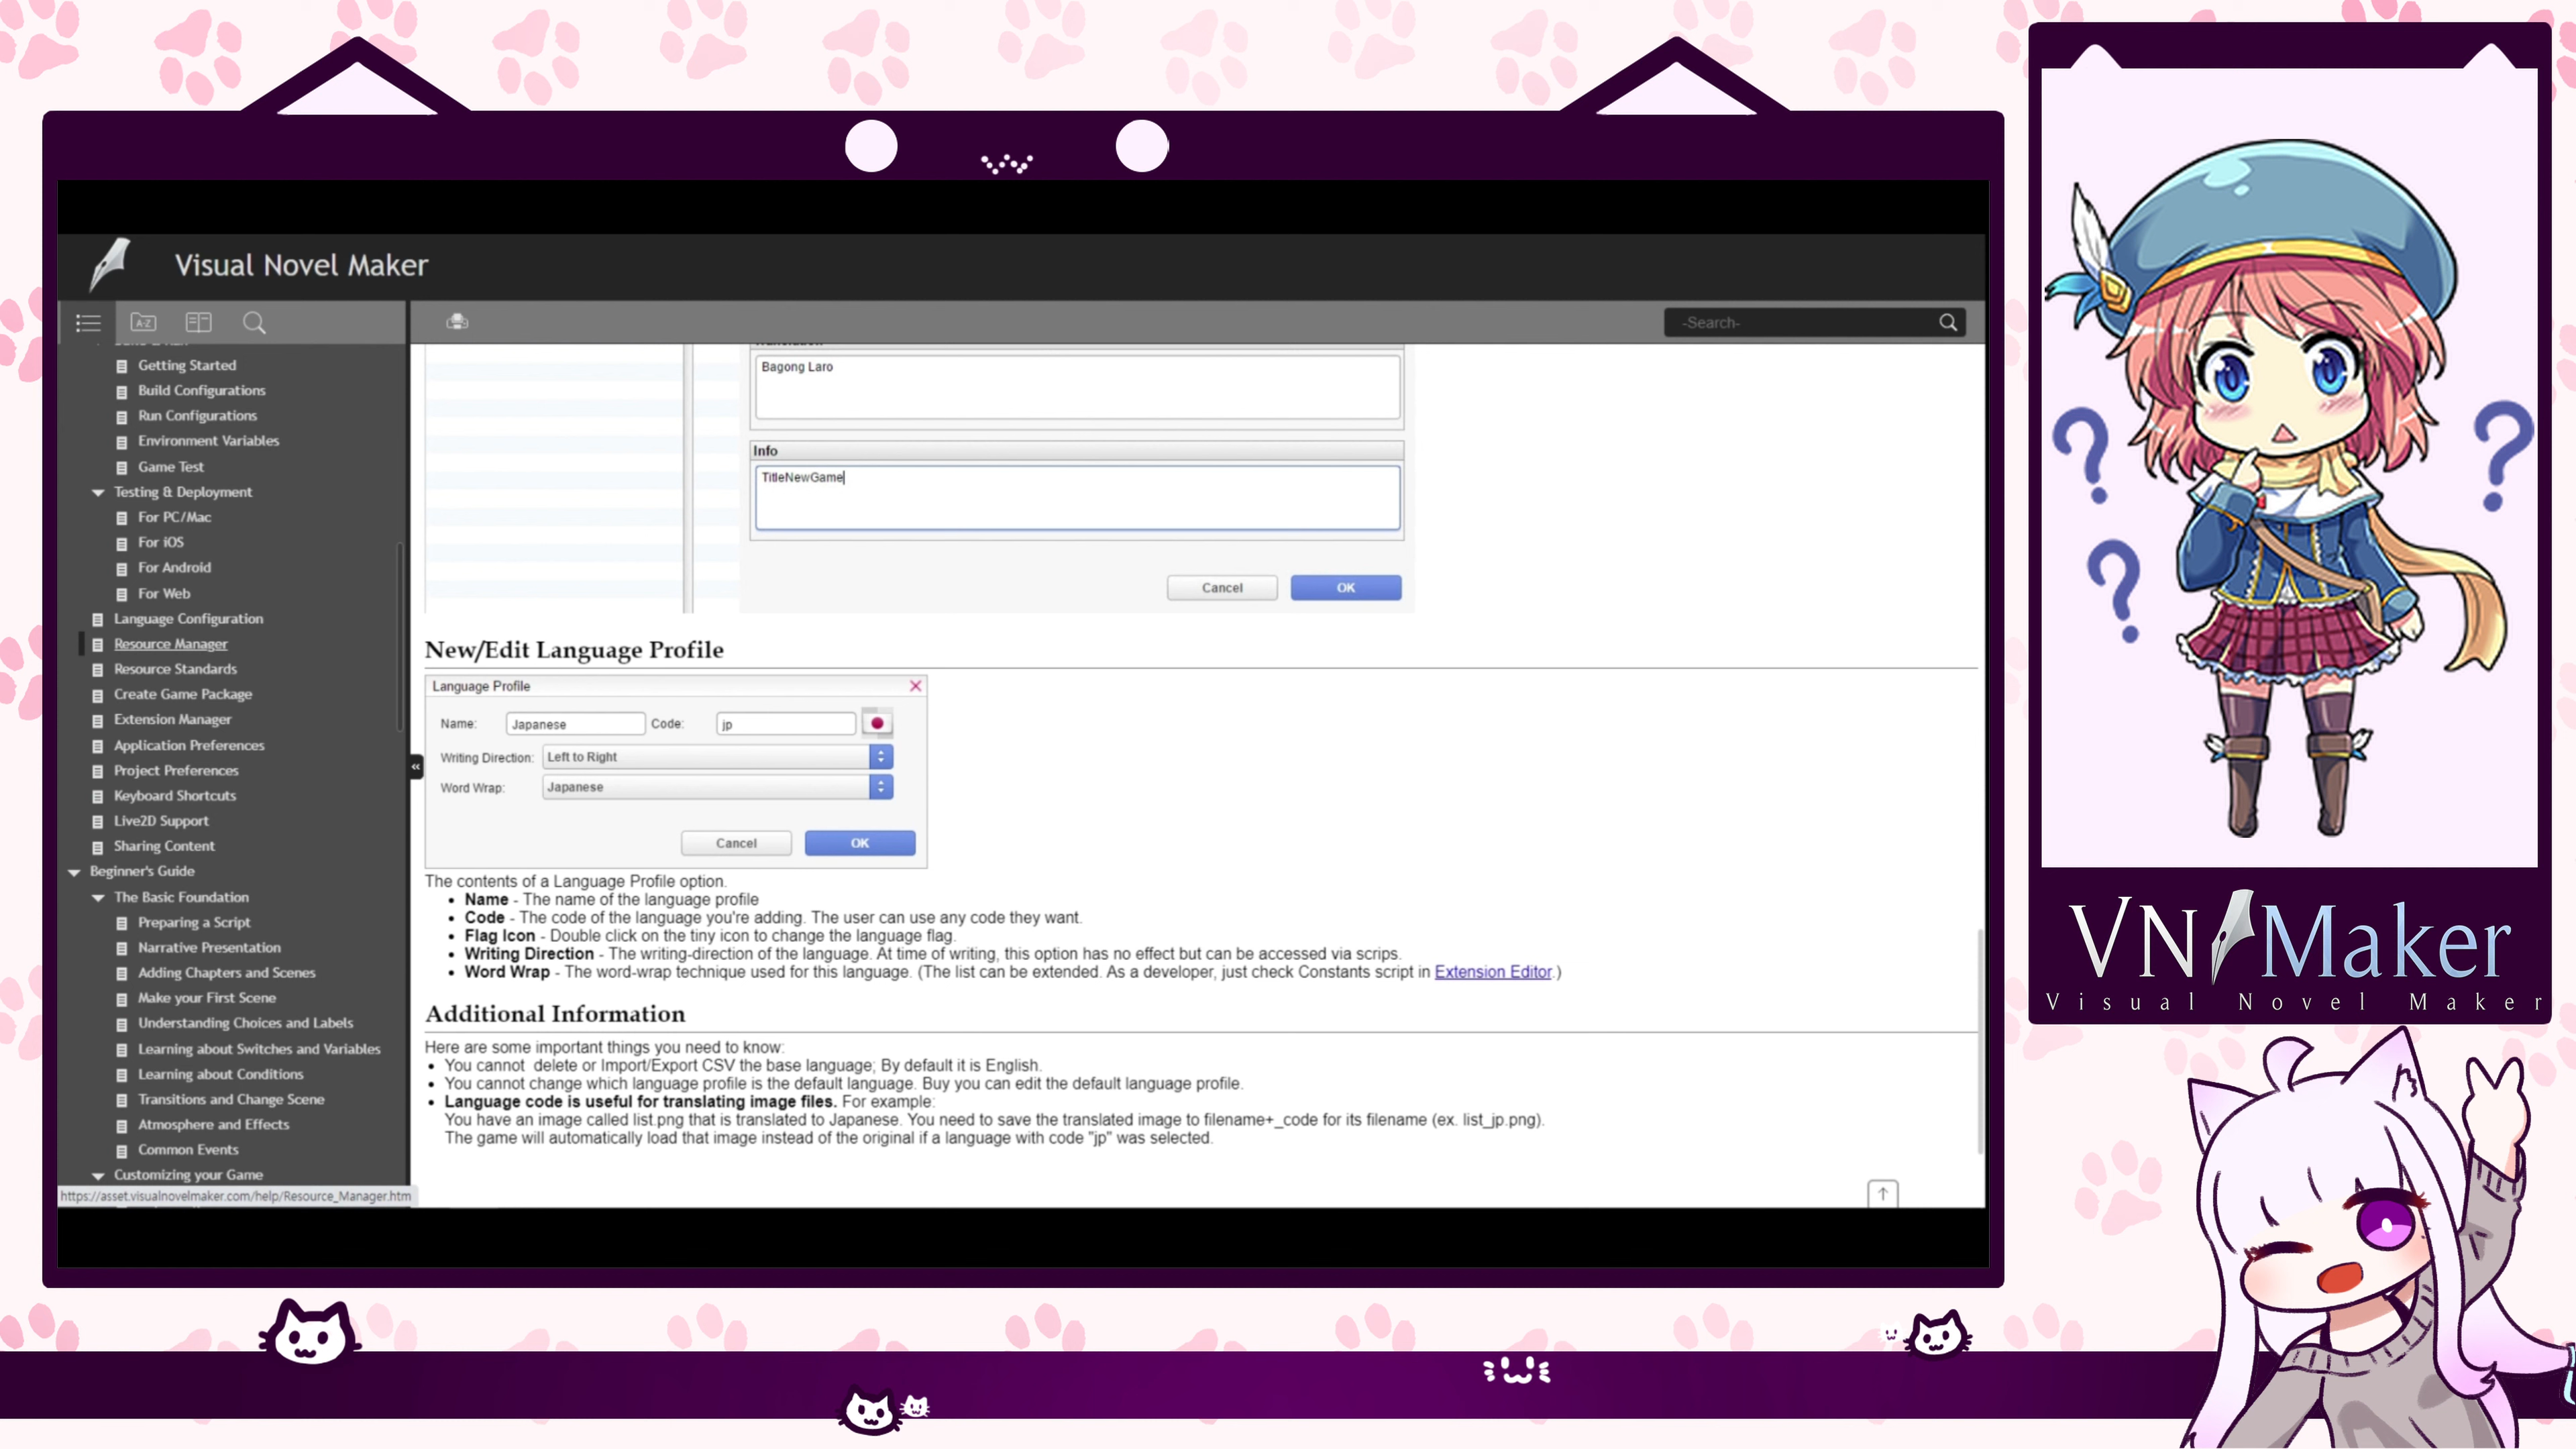 Visual Novel Maker
A-Z
-Search-
Getting Started
Build Configurations
Run Configurations
Environment Variables
Game Test
Testing & Deployment
For PC/Mac
For iOS
For Android
For Web
Language Configuration
Resource Manager
Resource Standards
Create Game Package
Extension Manager
Application Preferences
Project Preferences
Keyboard Shortcuts
Live2D Support
Sharing Content
Beginner's Guide
The Basic Foundation
Preparing a Script
Narrative Presentation
Adding Chapters and Scenes
Make your First Scene
Understanding Choices and Labels
Learning about Switches and Variables
Learning about Conditions
Transitions and Change Scene
Atmosphere and Effects
Common Events
Customizing your Game
https://asset.visualnovelmaker.com/help/Resource_Manager.htm
Bagong Laro
Info
TitleNewGame
Cancel OK
New/Edit Language Profile
Language Profile
Name: Japanese Code: jp
Writing Direction: Left to Right
Word Wrap: Japanese
Cancel OK
The contents of a Language Profile option.
• Name - The name of the language profile
• Code - The code of the language you're adding. The user can use any code they want.
• Flag Icon - Double click on the tiny icon to change the language flag.
• Writing Direction - The writing-direction of the language. At time of writing, this option has no effect but can be accessed via scrips.
• Word Wrap - The word-wrap technique used for this language. (The list can be extended. As a developer, just check Constants script in Extension Editor.)
Additional Information
Here are some important things you need to know:
• You cannot delete or Import/Export CSV the base language; By default it is English.
• You cannot change which language profile is the default language. Buy you can edit the default language profile.
• Language code is useful for translating image files. For example:
You have an image called list.png that is translated to Japanese. You need to save the translated image to filename+_code for its filename (ex. list_jp.png).
The game will automatically load that image instead of the original if a language with code "jp" was selected.
? ? ?
VN Maker
Visual Novel Maker